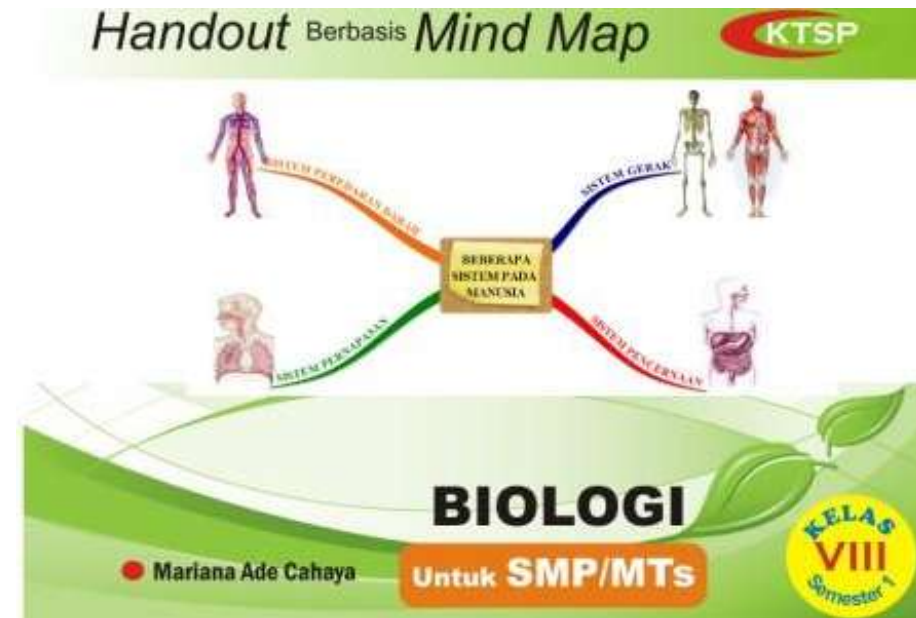 Handout Berbasis Mind Map
KTSP
SISTEM PEREDARAN DARAH
SISTEM GERAK
BEBERAPA
SISTEM PADA
MANUSIA
SISTEM PERNAPASAN
SISTEM PENCERNAAN
BIOLOGI
Untuk SMP/MTs
Mariana Ade Cahaya
KELAS
VIII
Semester 1